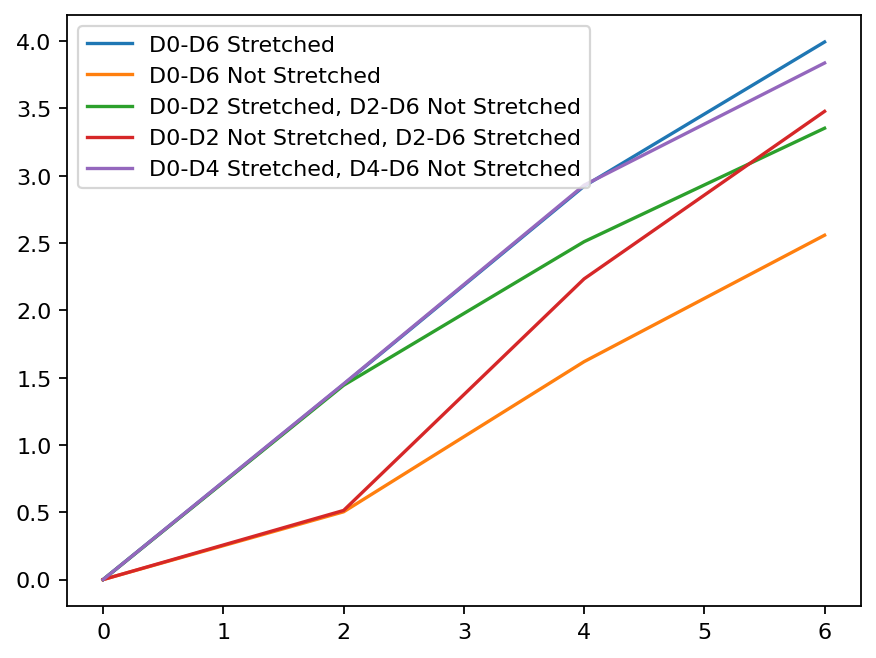 4.0
3.5
3.0
2.5
2.0
1.5
1.0
0.5
0.0
D0-D6 Stretched
D0-D6 Not Stretched
D0-D2 Stretched, D2-D6 Not Stretched
D0-D2 Not Stretched, D2-D6 Stretched
D0-D4 Stretched, D4-D6 Not Stretched
0 1 2 3 4 5 6